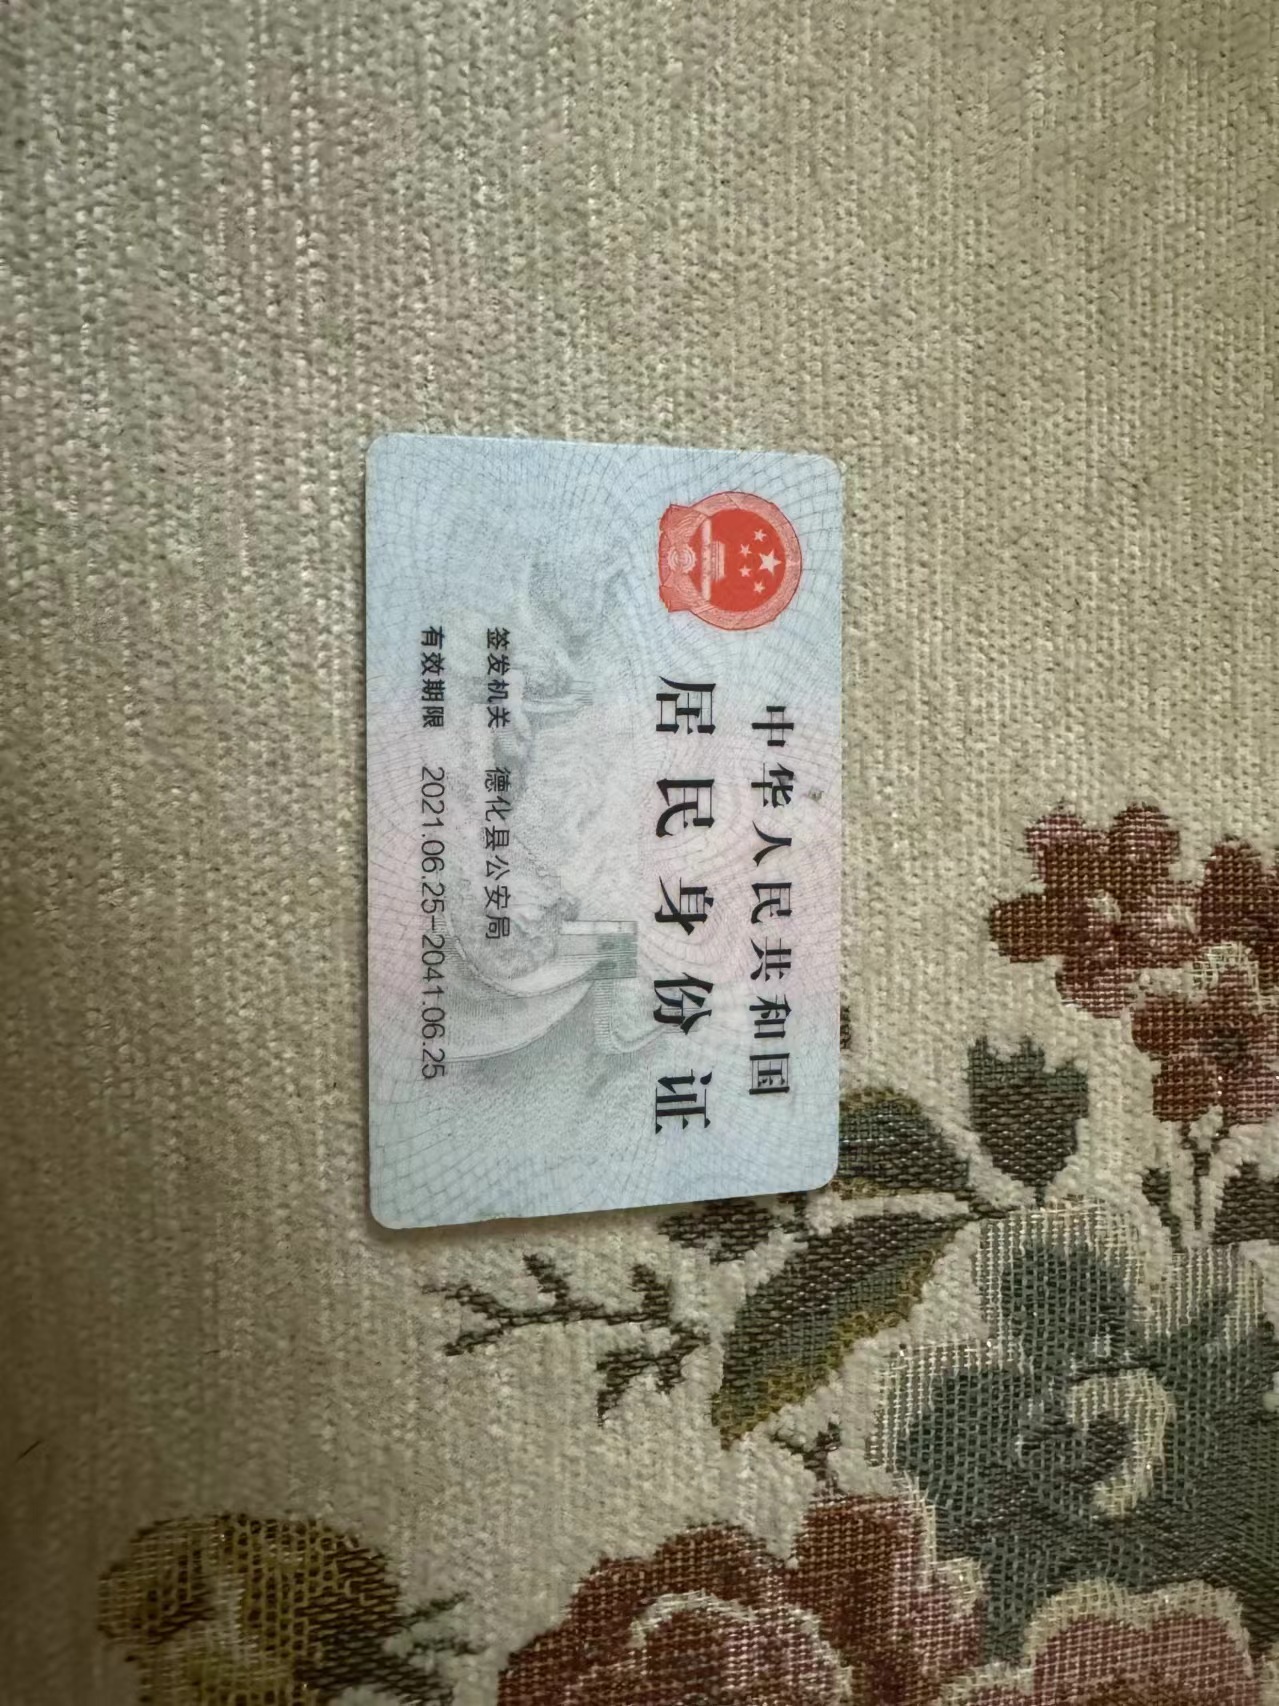 中华人民共和国
居民身份证
签发机关 德化县公安局
有效期限 2021.06.25-2041.06.25